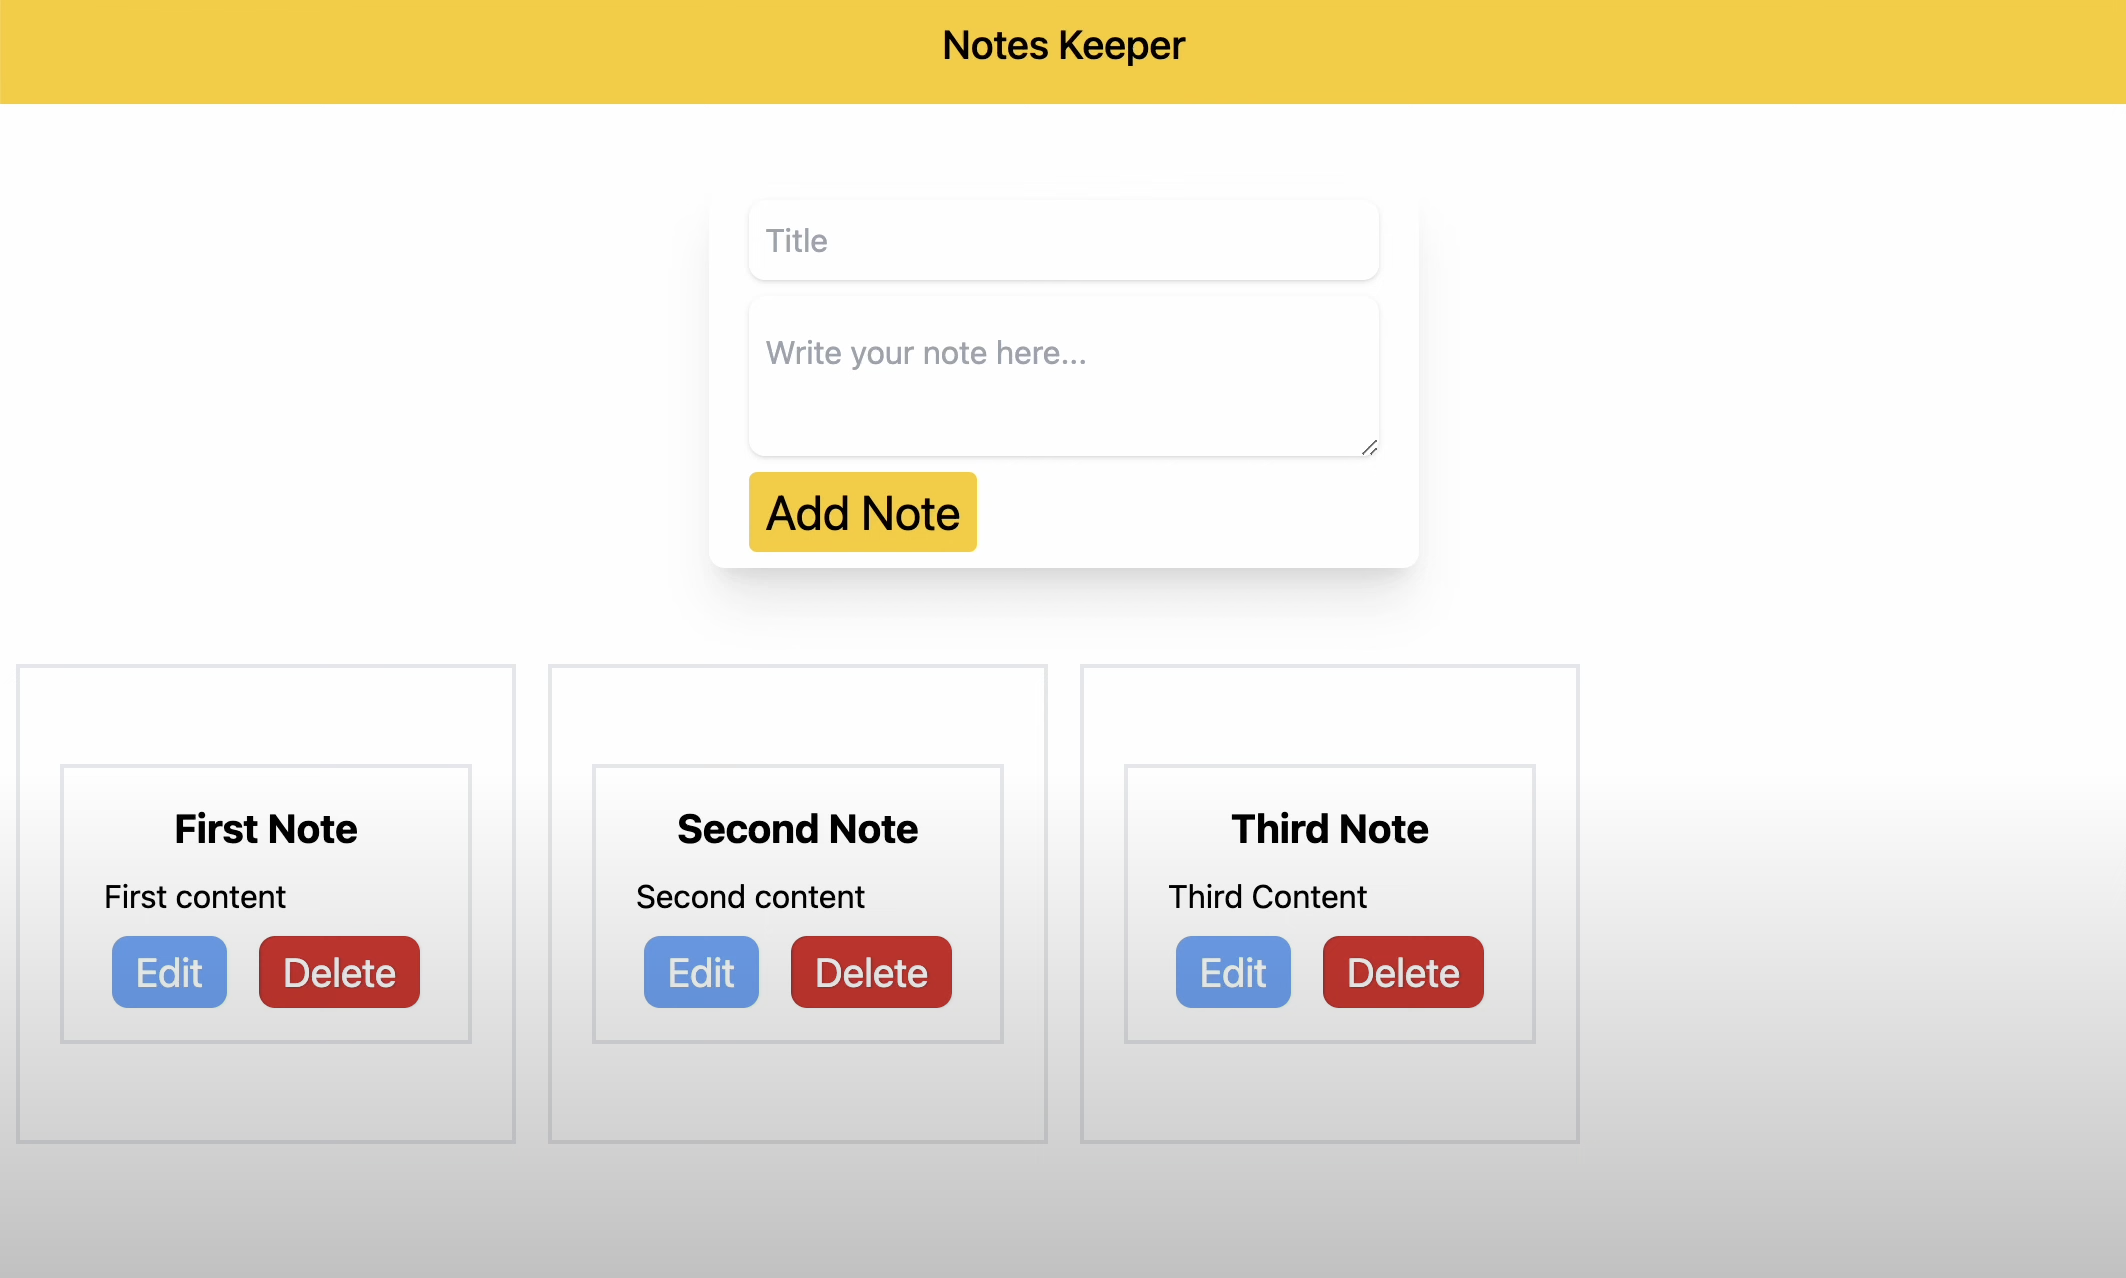 Notes Keeper
Title
Write your note here...
Add Note
First Note
First content
Edit Delete
Second Note
Second content
Edit Delete
Third Note
Third Content
Edit Delete